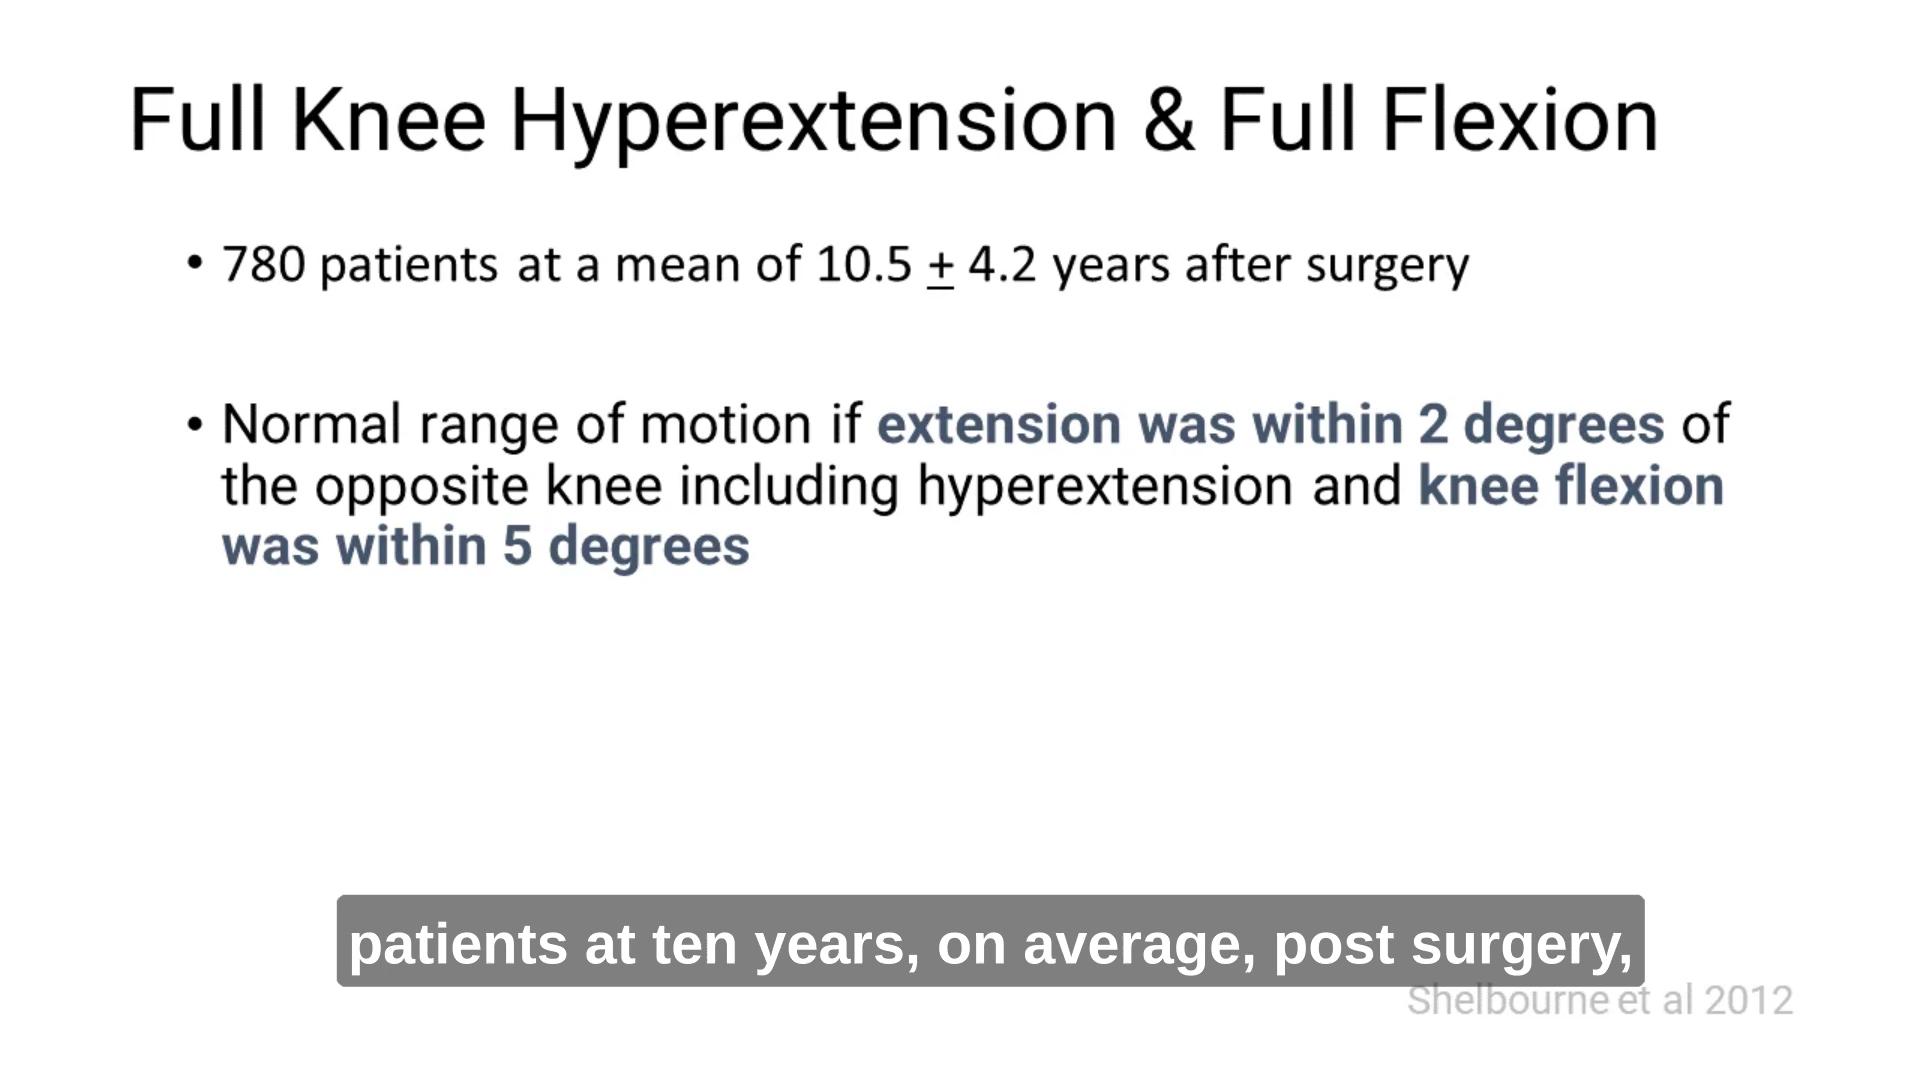 Full Knee Hyperextension & Full Flexion
• 780 patients at a mean of 10.5 ± 4.2 years after surgery
• Normal range of motion if extension was within 2 degrees of
the opposite knee including hyperextension and knee flexion
was within 5 degrees
patients at ten years, on average, post surgery,
Shelbourne et al 2012